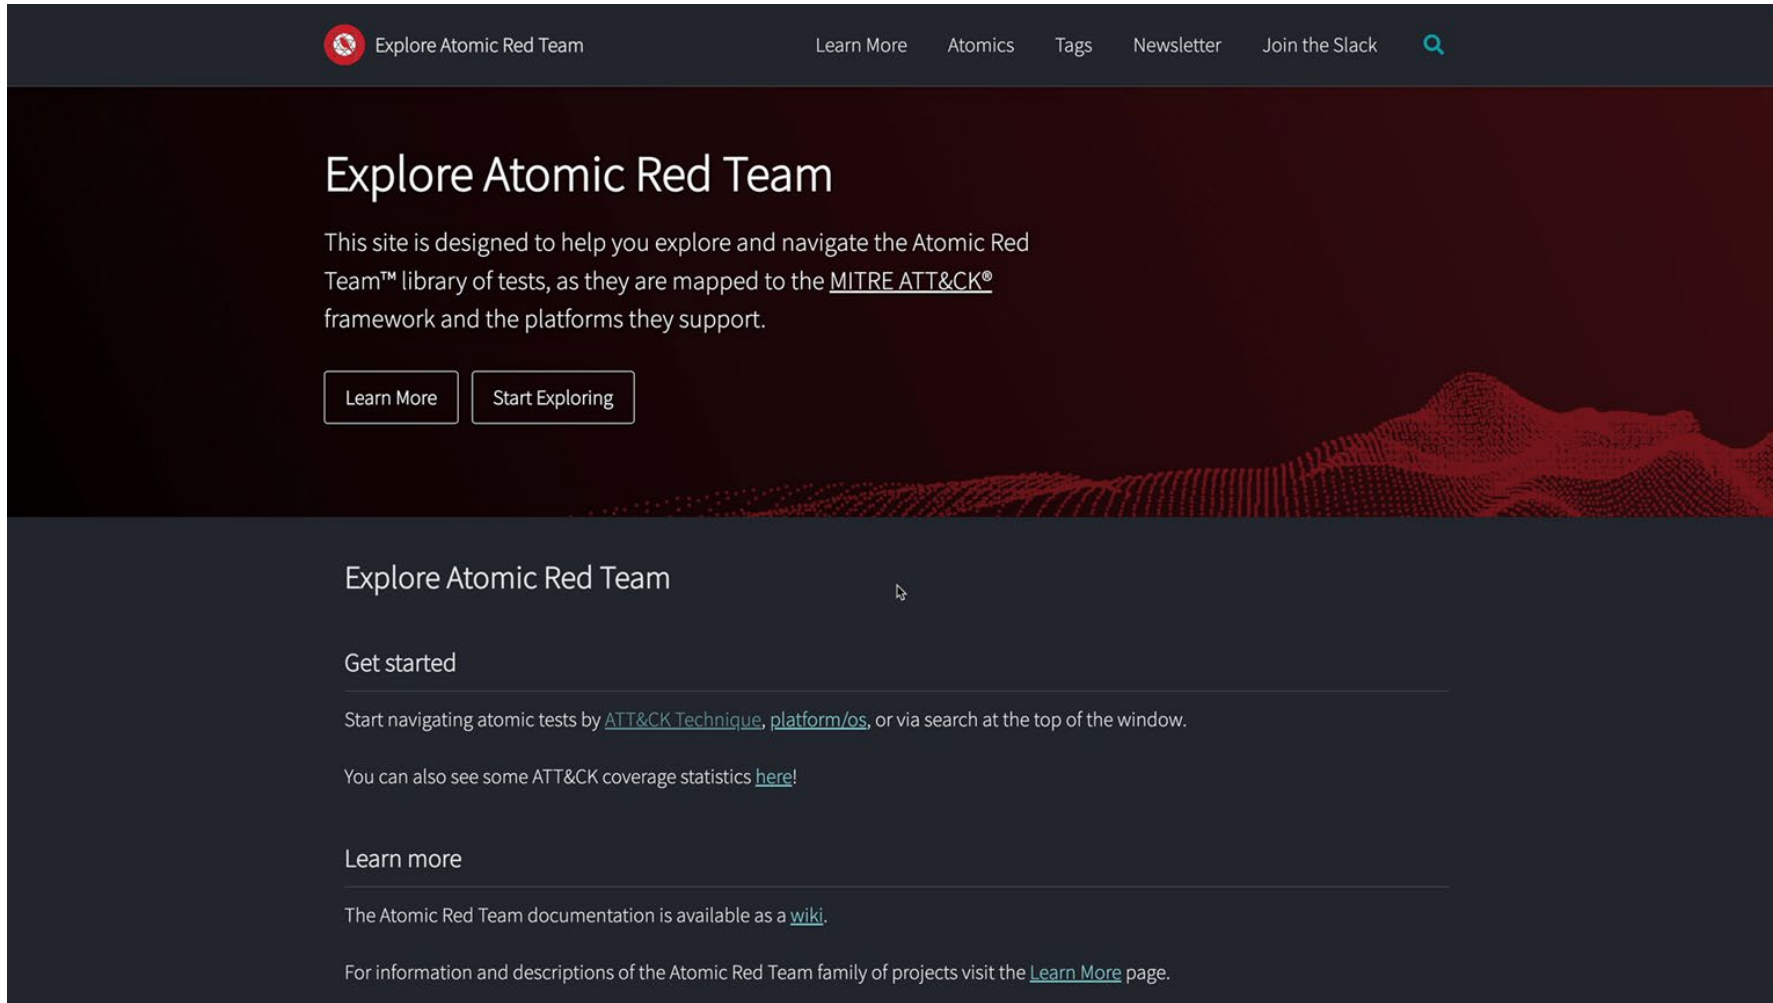 Explore Atomic Red Team
Learn More
Atomics
Tags
Newsletter
Join the Slack
Explore Atomic Red Team
This site is designed to help you explore and navigate the Atomic Red
Team™ library of tests, as they are mapped to the MITRE ATT&CK®
framework and the platforms they support.
Learn More
Start Exploring
Explore Atomic Red Team
Get started
Start navigating atomic tests by ATT&CK Technique, platform/os, or via search at the top of the window.
You can also see some ATT&CK coverage statistics here!
Learn more
The Atomic Red Team documentation is available as a wiki.
For information and descriptions of the Atomic Red Team family of projects visit the Learn More page.